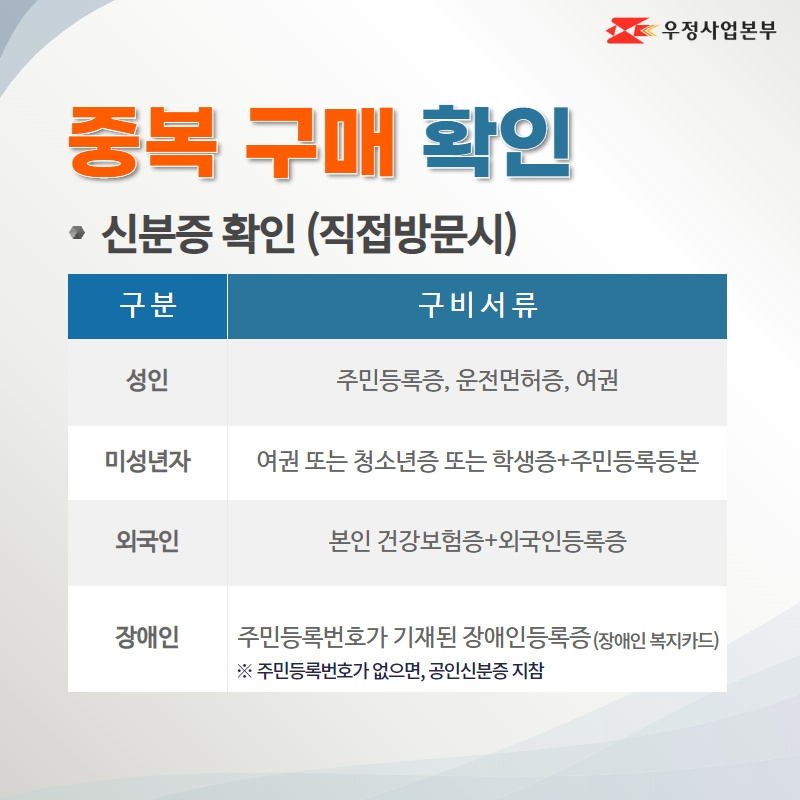 우정사업본부
중복 구매 확인
신분증 확인 (직접방문시)
구분 구비서류
성인 주민등록증, 운전면허증, 여권
미성년자 여권 또는 청소년증 또는 학생증+주민등록등본
외국인 본인 건강보험증+외국인등록증
장애인 주민등록번호가 기재된 장애인등록증(장애인 복지카드)
※ 주민등록번호가 없으면, 공인신분증 지참